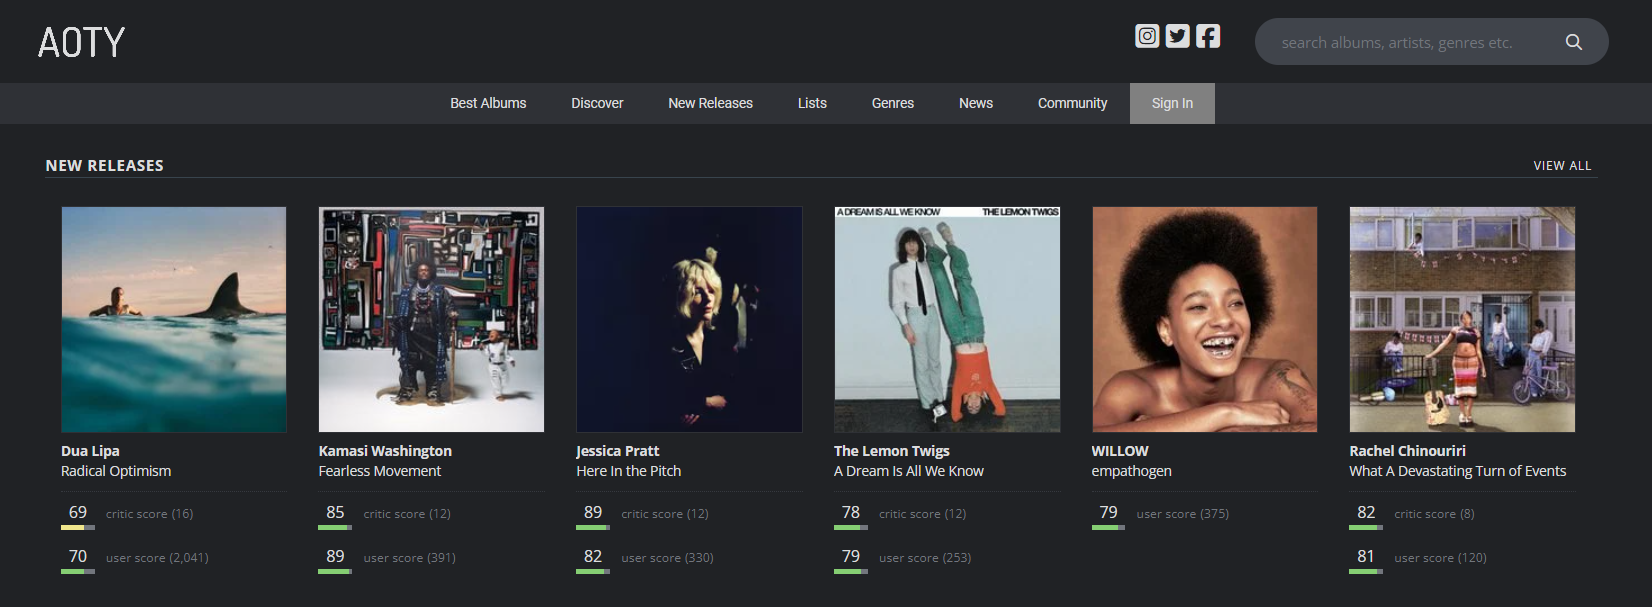 AOTY
search albums, artists, genres etc.
Best Albums Discover New Releases Lists Genres News Community Sign In
NEW RELEASES VIEW ALL
A DREAM IS ALL WE KNOW THE LEMON TWIGS
Dua Lipa Kamasi Washington Jessica Pratt The Lemon Twigs WILLOW Rachel Chinouriri
Radical Optimism Fearless Movement Here In the Pitch A Dream Is All We Know empathogen What A Devastating Turn of Events
69 critic score (16) 85 critic score (12) 89 critic score (12) 78 critic score (12) 79 user score (375) 82 critic score (8)
70 user score (2,041) 89 user score (391) 82 user score (330) 79 user score (253) 81 user score (120)